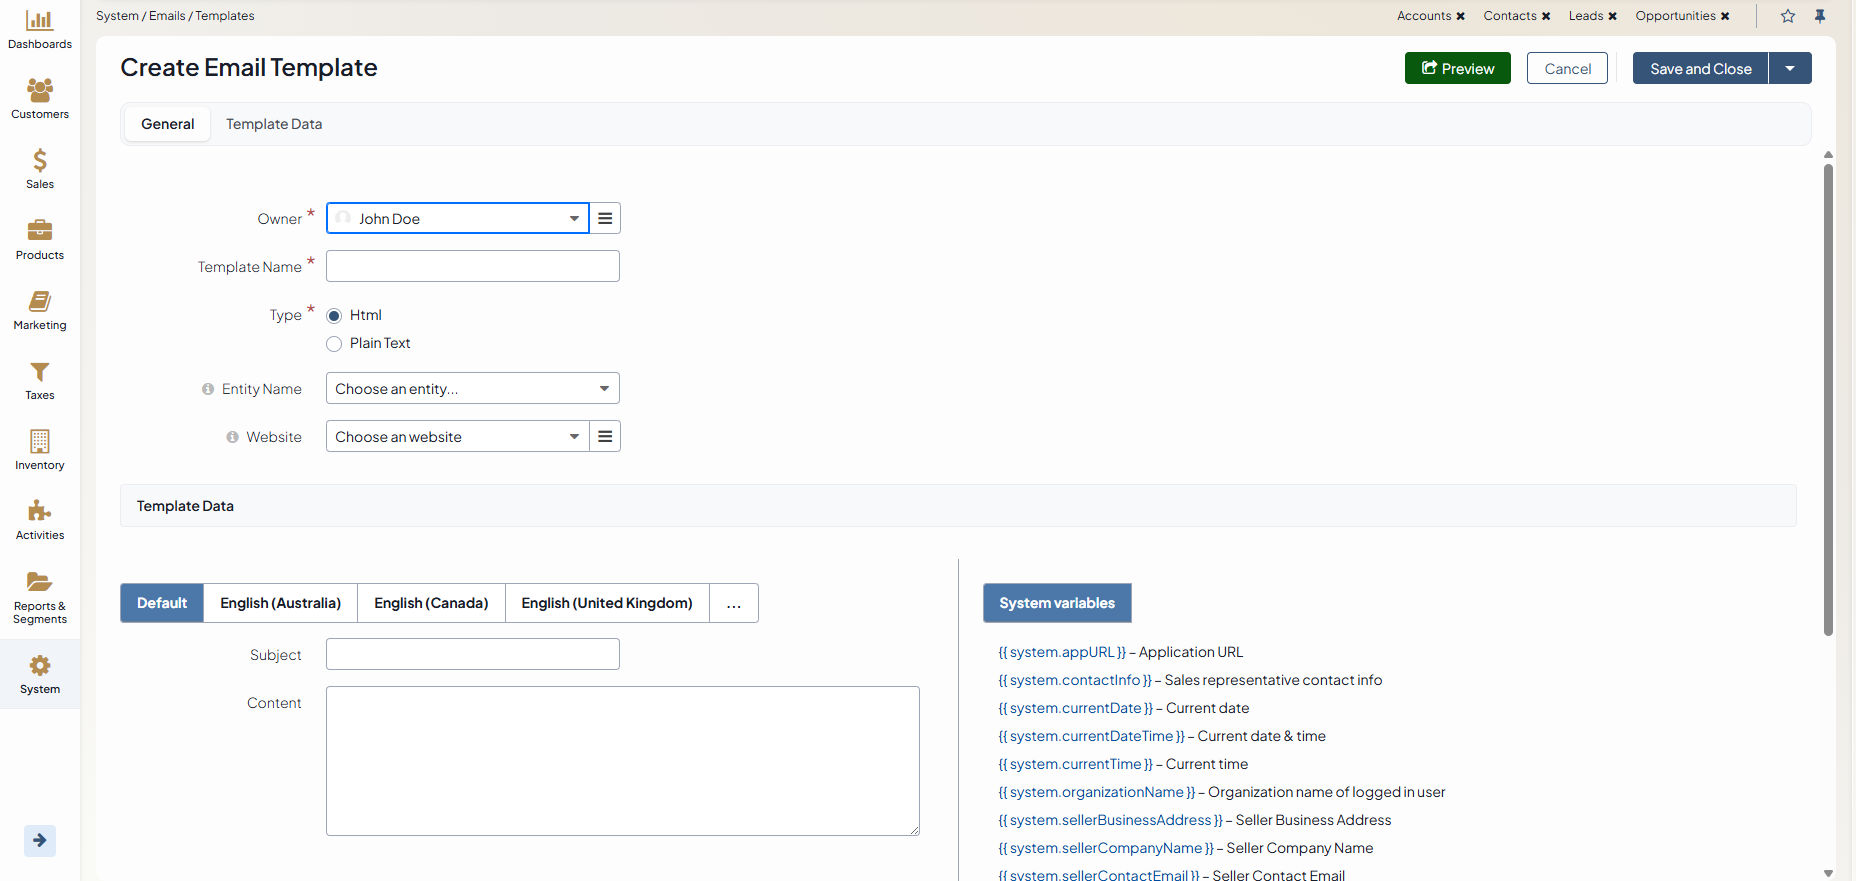 System / Emails / Templates
Accounts ✖ Contacts ✖ Leads ✖ Opportunities ✖
Dashboards
Customers
Sales
Products
Marketing
Taxes
Inventory
Activities
Reports &
Segments
System
Create Email Template
Preview
Cancel
Save and Close
General Template Data
Owner * John Doe
Template Name *
Type * Html
Plain Text
Entity Name Choose an entity...
Website Choose an website
Template Data
Default English (Australia) English (Canada) English (United Kingdom) ...
Subject
Content
System variables
{{ system.appURL }} – Application URL
{{ system.contactInfo }} – Sales representative contact info
{{ system.currentDate }} – Current date
{{ system.currentDateTime }} – Current date & time
{{ system.currentTime }} – Current time
{{ system.organizationName }} – Organization name of logged in user
{{ system.sellerBusinessAddress }} – Seller Business Address
{{ system.sellerCompanyName }} – Seller Company Name
{{ system.sellerContactEmail }} – Seller Contact Email